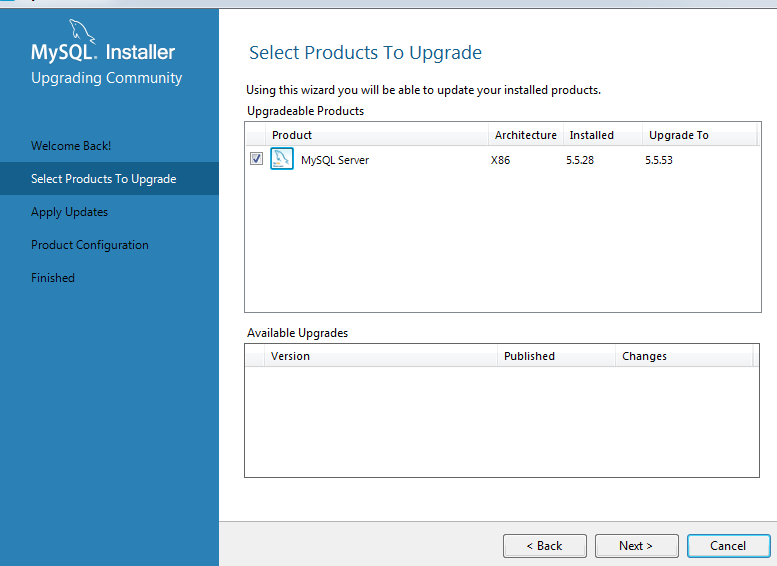 MySQL. Installer
Upgrading Community
Welcome Back!
Select Products To Upgrade
Apply Updates
Product Configuration
Finished
Select Products To Upgrade
Using this wizard you will be able to update your installed products.
Upgradeable Products
Product Architecture Installed Upgrade To
MySQL Server X86 5.5.28 5.5.53
Available Upgrades
Version Published Changes
< Back Next > Cancel